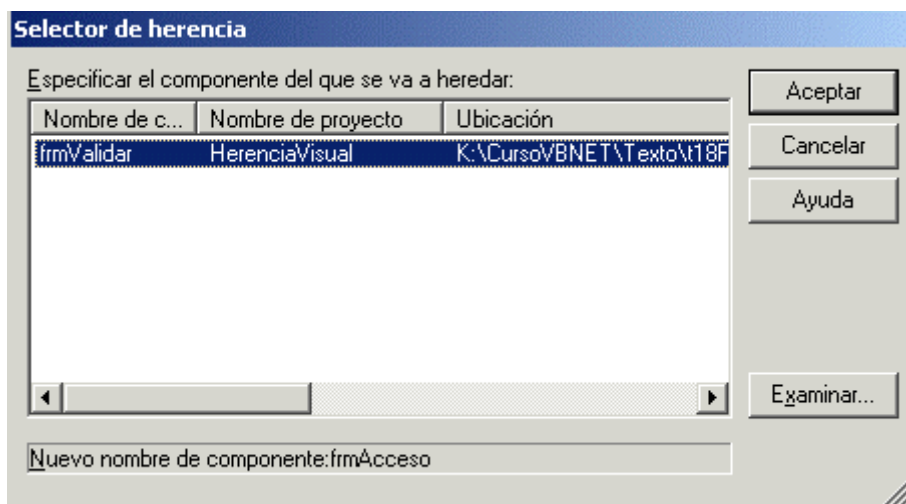 Selector de herencia
Especificar el componente del que se va a heredar:
Aceptar
Nombre de c... Nombre de proyecto Ubicación
frmValidar HerenciaVisual K:\CursoVBNET\Texto\t18F
Cancelar
Ayuda
Examinar...
Nuevo nombre de componente:frmAcceso